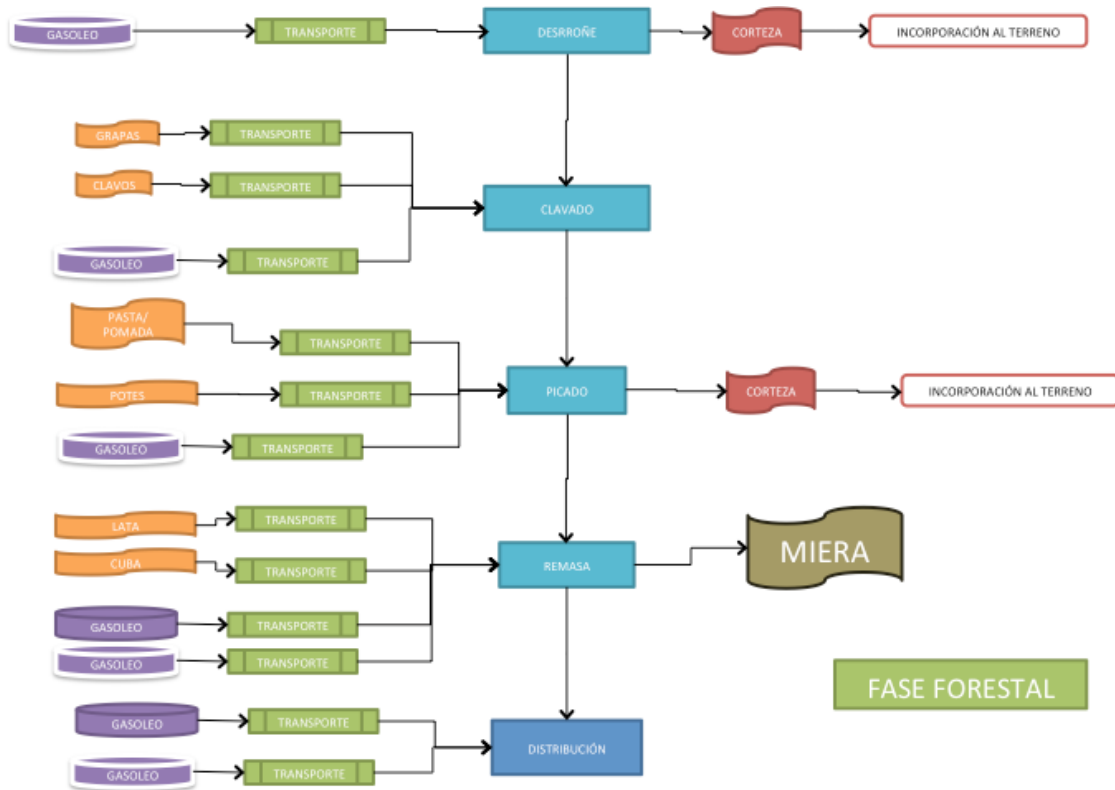 GASOLEO
TRANSPORTE
DESRROÑE
CORTEZA
INCORPORACIÓN AL TERRENO
GRAPAS
TRANSPORTE
CLAVOS
TRANSPORTE
CLAVADO
GASOLEO
TRANSPORTE
PASTA/
POMADA
TRANSPORTE
POTES
TRANSPORTE
PICADO
CORTEZA
INCORPORACIÓN AL TERRENO
GASOLEO
TRANSPORTE
LATA
TRANSPORTE
CUBA
TRANSPORTE
REMASA
MIERA
GASOLEO
TRANSPORTE
GASOLEO
TRANSPORTE
FASE FORESTAL
GASOLEO
TRANSPORTE
DISTRIBUCIÓN
GASOLEO
TRANSPORTE